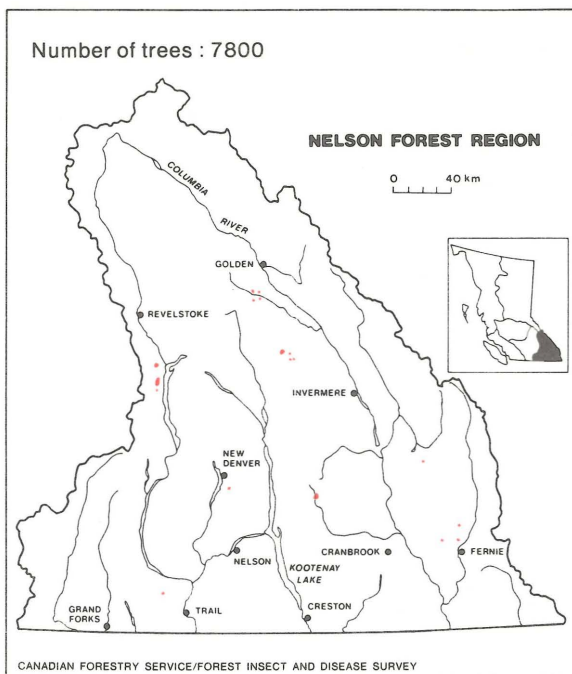 Number of trees : 7800
NELSON FOREST REGION
0 40 km
COLUMBIA
RIVER
GOLDEN
REVELSTOKE
INVERMERE
NEW
DENVER
NELSON
KOOTENAY
LAKE
CRANBROOK
FERNIE
GRAND
FORKS
TRAIL
CRESTON
CANADIAN FORESTRY SERVICE/FOREST INSECT AND DISEASE SURVEY